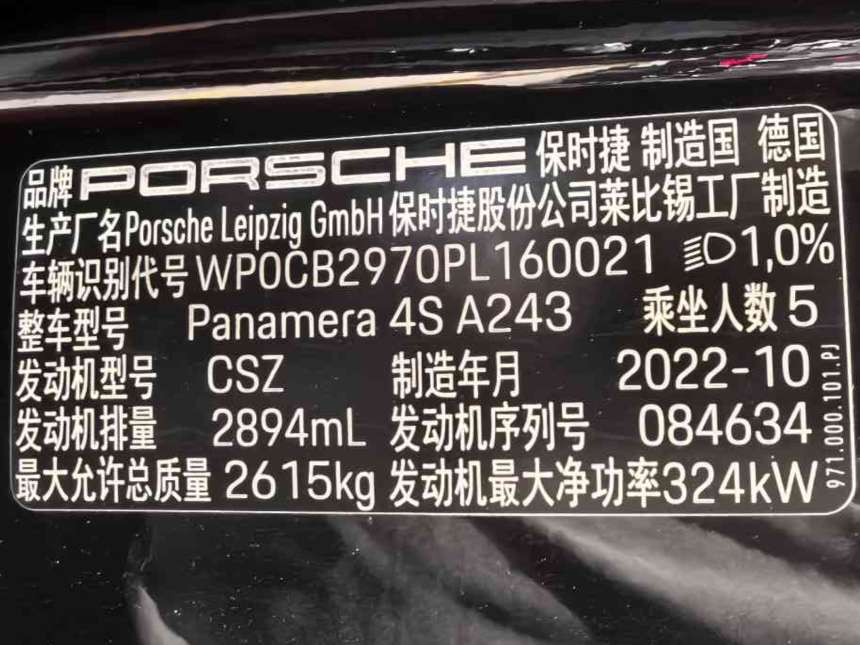 品牌 PORSCHE 保时捷 制造国 德国
生产厂名Porsche Leipzig GmbH 保时捷股份公司莱比锡工厂制造
车辆识别代号 WP0CB2970PL160021 1,0%
整车型号 Panamera 4S A243 乘坐人数 5
发动机型号 CSZ 制造年月 2022-10
发动机排量 2894mL 发动机序列号 084634
最大允许总质量 2615kg 发动机最大净功率324kW
971.000.101.PJ